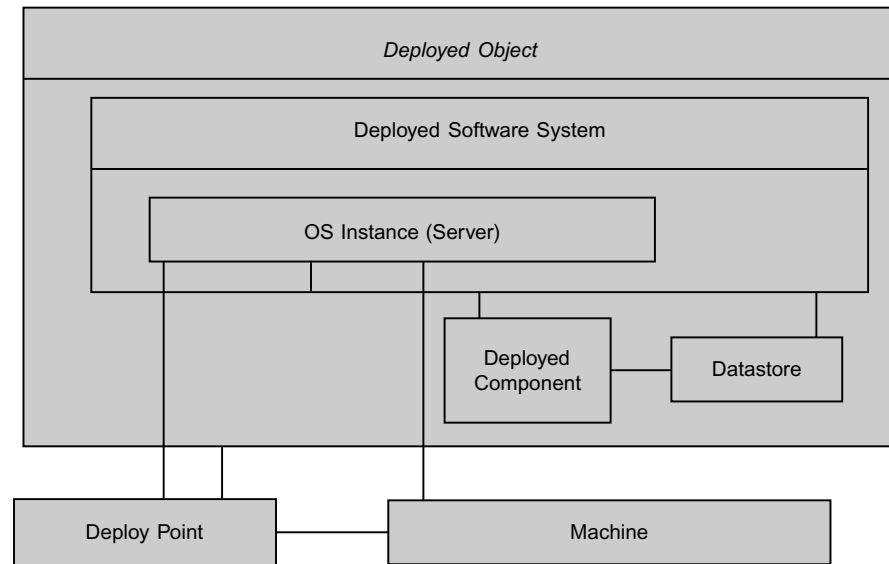 Deployed Object
Deployed Software System
OS Instance (Server)
Deployed
Component
Datastore
Deploy Point
Machine